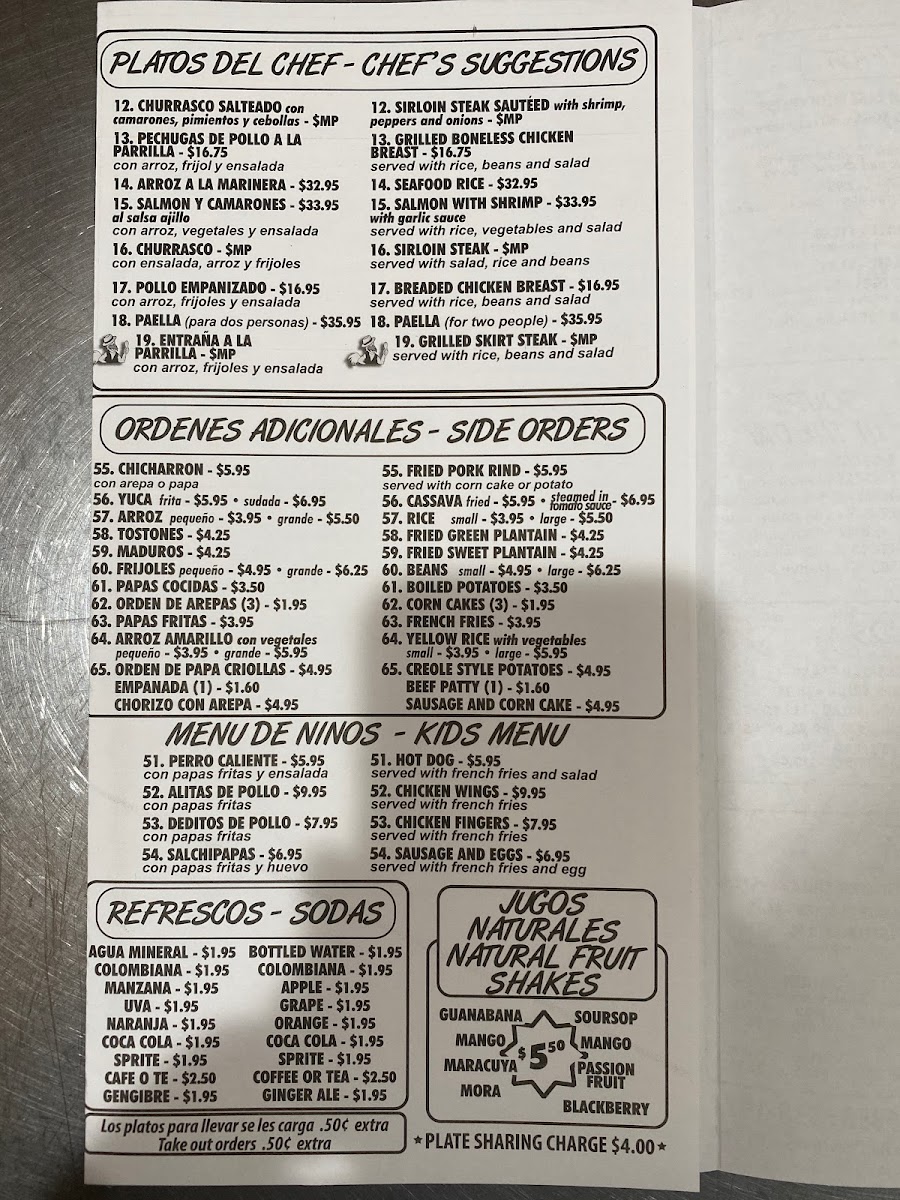 PLATOS DEL CHEF - CHEF'S SUGGESTIONS
12. CHURRASCO SALTEADO con
camarones, pimientos y cebollas - $MP
13. PECHUGAS DE POLLO A LA
PARRILLA - $16.75
con arroz, frijol y ensalada
14. ARROZ A LA MARINERA - $32.95
15. SALMON Y CAMARONES - $33.95
al salsa ajillo
con arroz, vegetales y ensalada
16. CHURRASCO - $MP
con ensalada, arroz y frijoles
17. POLLO EMPANIZADO - $16.95
con arroz, frijoles y ensalada
18. PAELLA (para dos personas) - $35.95
19. ENTRAÑA A LA
PARRILLA - $MP
con arroz, frijoles y ensalada
12. SIRLOIN STEAK SAUTÉED with shrimp,
peppers and onions - $MP
13. GRILLED BONELESS CHICKEN
BREAST - $16.75
served with rice, beans and salad
14. SEAFOOD RICE - $32.95
15. SALMON WITH SHRIMP - $33.95
with garlic sauce
served with rice, vegetables and salad
16. SIRLOIN STEAK - $MP
served with salad, rice and beans
17. BREADED CHICKEN BREAST - $16.95
served with rice, beans and salad
18. PAELLA (for two people) - $35.95
19. GRILLED SKIRT STEAK - $MP
served with rice, beans and salad
ORDENES ADICIONALES - SIDE ORDERS
55. CHICHARRON - $5.95
con arepa o papa
56. YUCA frita - $5.95 • sudada - $6.95
57. ARROZ pequeño - $3.95 • grande - $5.50
58. TOSTONES - $4.25
59. MADUROS - $4.25
60. FRIJOLES pequeño - $4.95 • grande - $6.25
61. PAPAS COCIDAS - $3.50
62. ORDEN DE AREPAS (3) - $1.95
63. PAPAS FRITAS - $3.95
64. ARROZ AMARILLO con vegetales
pequeño - $3.95 • grande - $5.95
65. ORDEN DE PAPA CRIOLLAS - $4.95
EMPANADA (1) - $1.60
CHORIZO CON AREPA - $4.95
55. FRIED PORK RIND - $5.95
served with corn cake or potato
56. CASSAVA fried - $5.95 • steamed in tomato sauce - $6.95
57. RICE small - $3.95 • large - $5.50
58. FRIED GREEN PLANTAIN - $4.25
59. FRIED SWEET PLANTAIN - $4.25
60. BEANS small - $4.95 • large - $6.25
61. BOILED POTATOES - $3.50
62. CORN CAKES (3) - $1.95
63. FRENCH FRIES - $3.95
64. YELLOW RICE with vegetables
small - $3.95 • large - $5.95
65. CREOLE STYLE POTATOES - $4.95
BEEF PATTY (1) - $1.60
SAUSAGE AND CORN CAKE - $4.95
MENU DE NINOS - KIDS MENU
51. PERRO CALIENTE - $5.95
con papas fritas y ensalada
52. ALITAS DE POLLO - $9.95
con papas fritas
53. DEDITOS DE POLLO - $7.95
con papas fritas
54. SALCHIPAPAS - $6.95
con papas fritas y huevo
51. HOT DOG - $5.95
served with french fries and salad
52. CHICKEN WINGS - $9.95
served with french fries
53. CHICKEN FINGERS - $7.95
served with french fries
54. SAUSAGE AND EGGS - $6.95
served with french fries and egg
REFRESCOS - SODAS
AGUA MINERAL - $1.95
COLOMBIANA - $1.95
MANZANA - $1.95
UVA - $1.95
NARANJA - $1.95
COCA COLA - $1.95
SPRITE - $1.95
CAFE O TE - $2.50
GENGIBRE - $1.95
BOTTLED WATER - $1.95
COLOMBIANA - $1.95
APPLE - $1.95
GRAPE - $1.95
ORANGE - $1.95
COCA COLA - $1.95
SPRITE - $1.95
COFFEE OR TEA - $2.50
GINGER ALE - $1.95
Los platos para llevar se les carga .50¢ extra
Take out orders .50¢ extra
JUGOS
NATURALES
NATURAL FRUIT
SHAKES
GUANABANA
MANGO
MARACUYA
MORA
$5.50
SOURSOP
MANGO
PASSION
FRUIT
BLACKBERRY
★PLATE SHARING CHARGE $4.00★